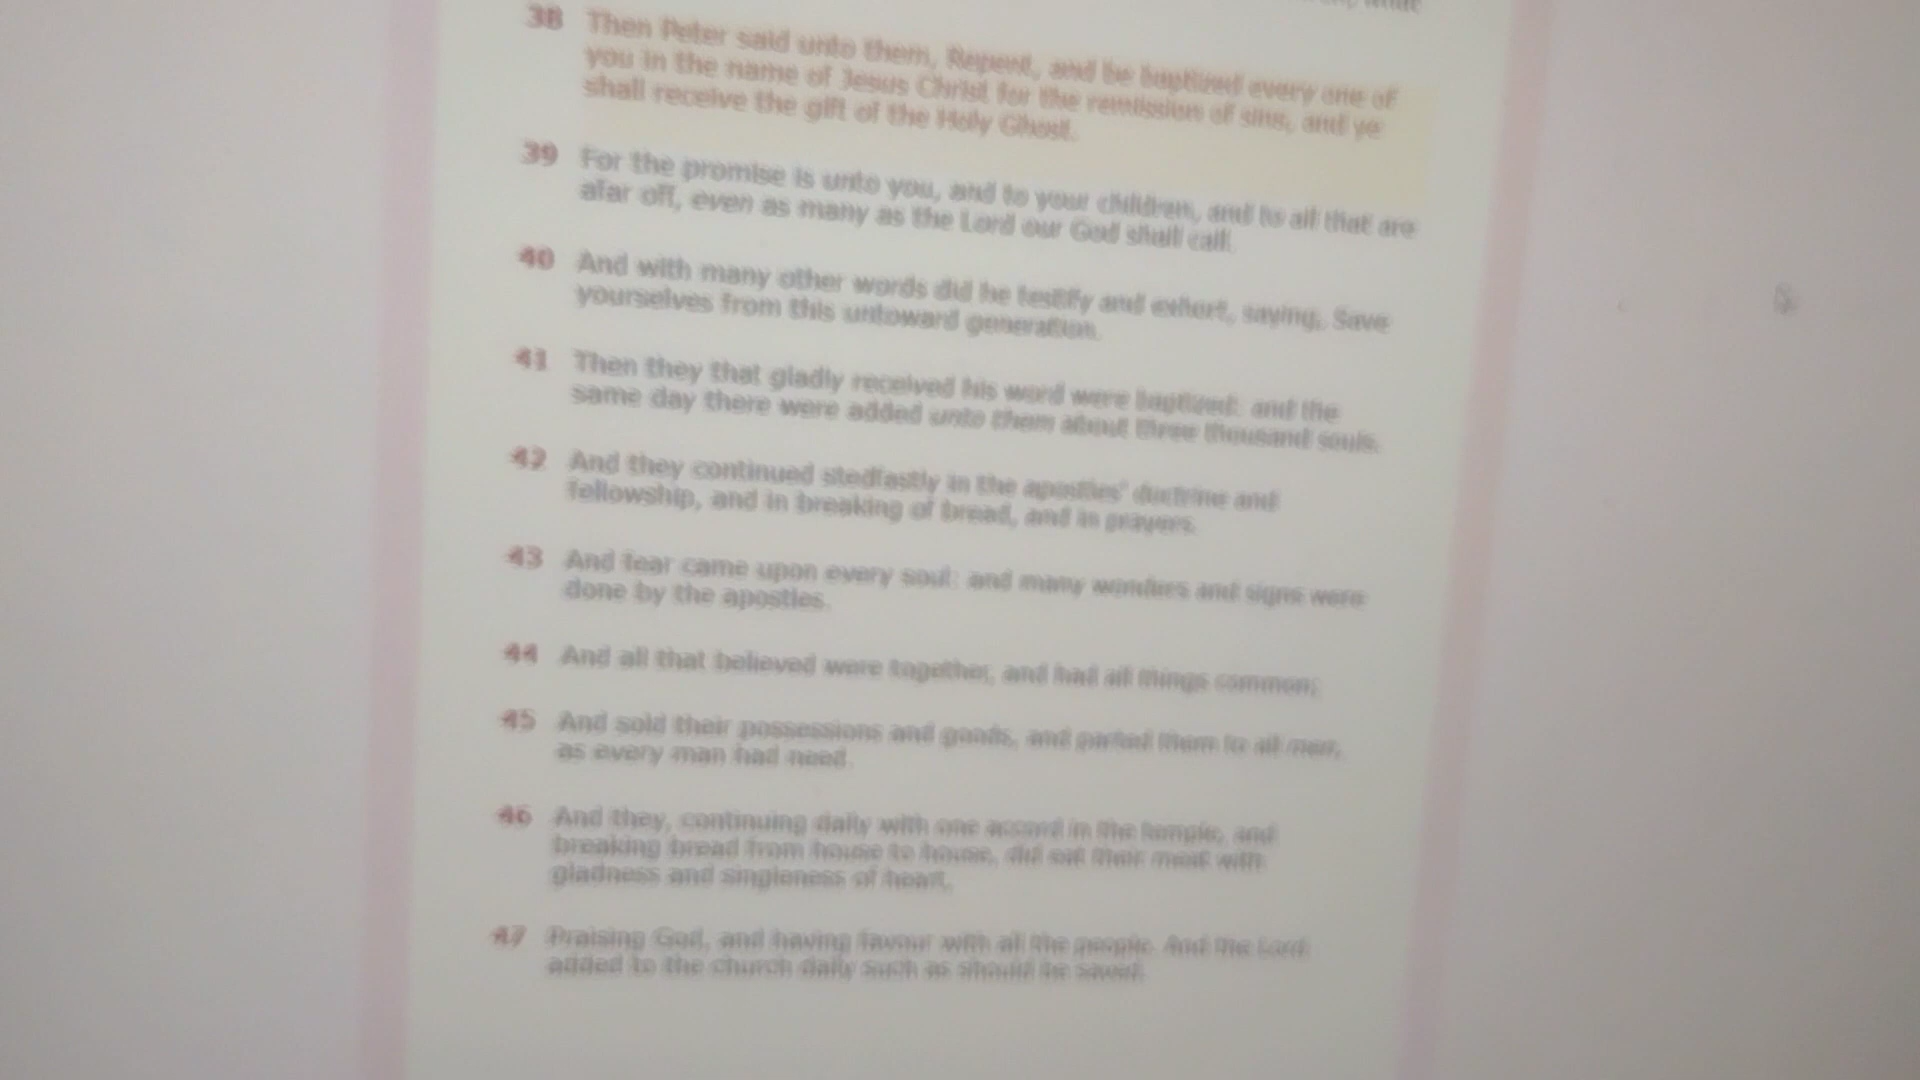 38 Then Peter said unto them, Repent, and be baptized every one of
you in the name of Jesus Christ for the remission of sins, and ye
shall receive the gift of the Holy Ghost.
39 For the promise is unto you, and to your children, and to all that are
afar off, even as many as the Lord our God shall call.
40 And with many other words did he testify and exhort, saying, Save
yourselves from this untoward generation.
41 Then they that gladly received his word were baptized: and the
same day there were added unto them about three thousand souls.
42 And they continued stedfastly in the apostles' doctrine and
fellowship, and in breaking of bread, and in prayers.
43 And fear came upon every soul: and many wonders and signs were
done by the apostles.
44 And all that believed were together, and had all things common;
45 And sold their possessions and goods, and parted them to all men,
as every man had need.
46 And they, continuing daily with one accord in the temple, and
breaking bread from house to house, did eat their meat with
gladness and singleness of heart,
47 Praising God, and having favour with all the people. And the Lord
added to the church daily such as should be saved.